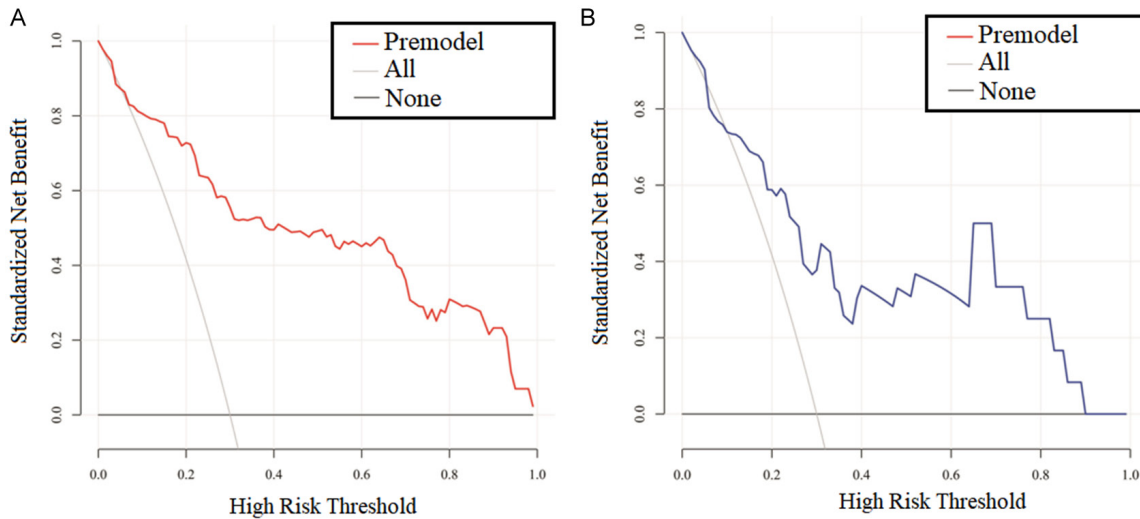 A
Premodel
All
None
Standardized Net Benefit
1.0
0.8
0.6
0.4
0.2
0.0
0.0 0.2 0.4 0.6 0.8 1.0
High Risk Threshold
B
Premodel
All
None
Standardized Net Benefit
1.0
0.8
0.6
0.4
0.2
0.0
0.0 0.2 0.4 0.6 0.8 1.0
High Risk Threshold